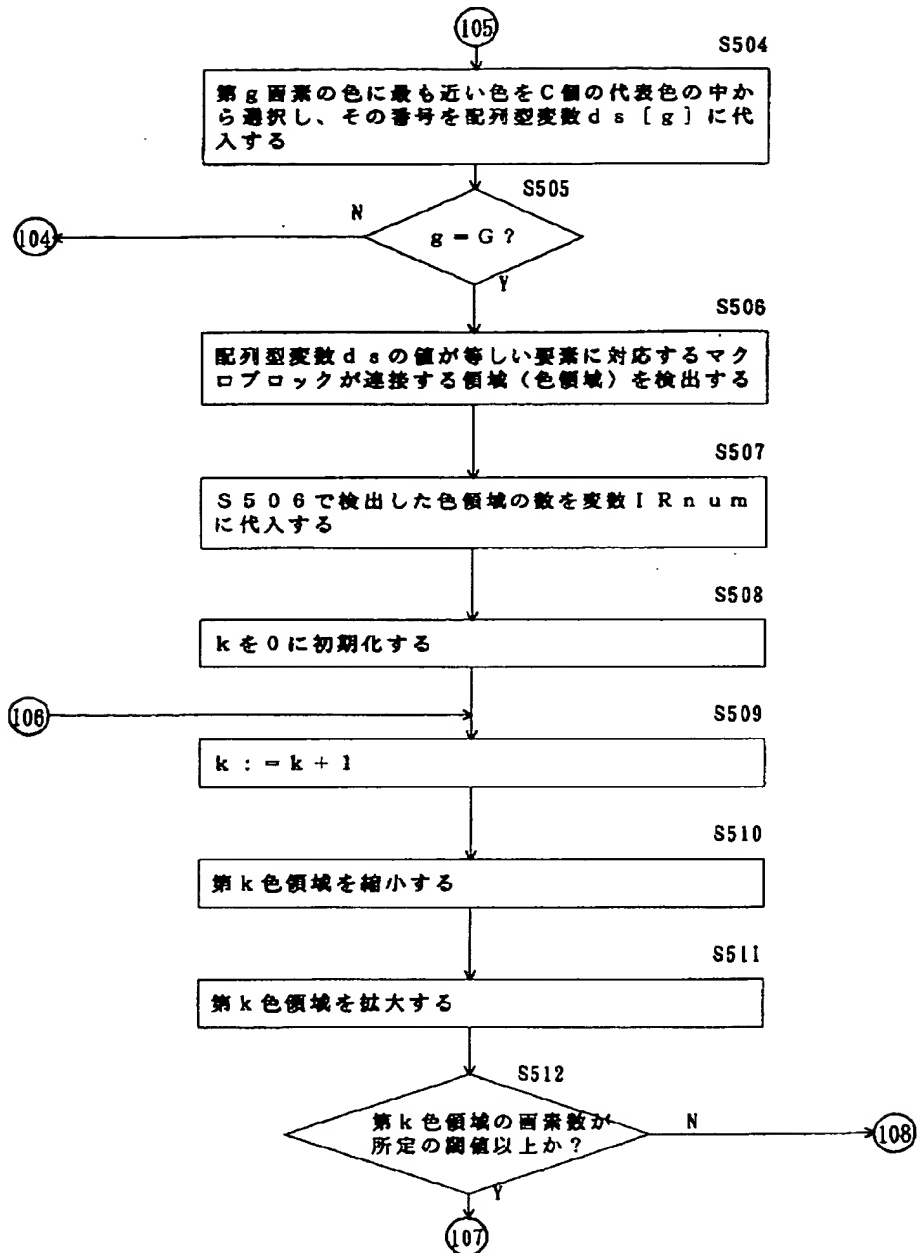 105
S504
第g画素の色に最も近い色をC個の代表色の中か
ら選択し、その番号を配列型変数ds[g]に代
入する
S505
N
104
g=G?
Y
S506
配列型変数dsの値が等しい要素に対応するマク
ロブロックが連接する領域(色領域)を検出する
S507
S506で検出した色領域の数を変数IRnum
に代入する
S508
kを0に初期化する
106
S509
k:=k+1
S510
第k色領域を縮小する
S511
第k色領域を拡大する
S512
第k色領域の画素数が
所定の閾値以上か?
N
108
Y
107